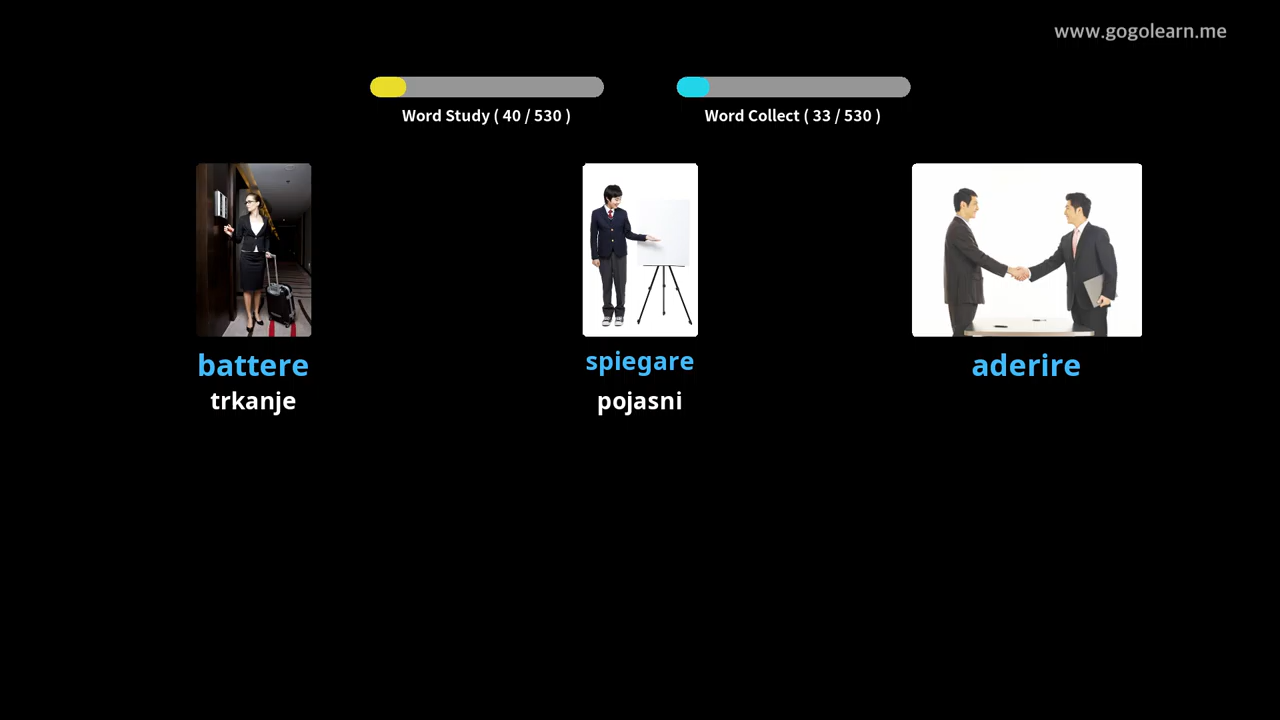 www.gogolearn.me
Word Study ( 40 / 530 )
Word Collect ( 33 / 530 )
battere
trkanje
spiegare
pojasni
aderire